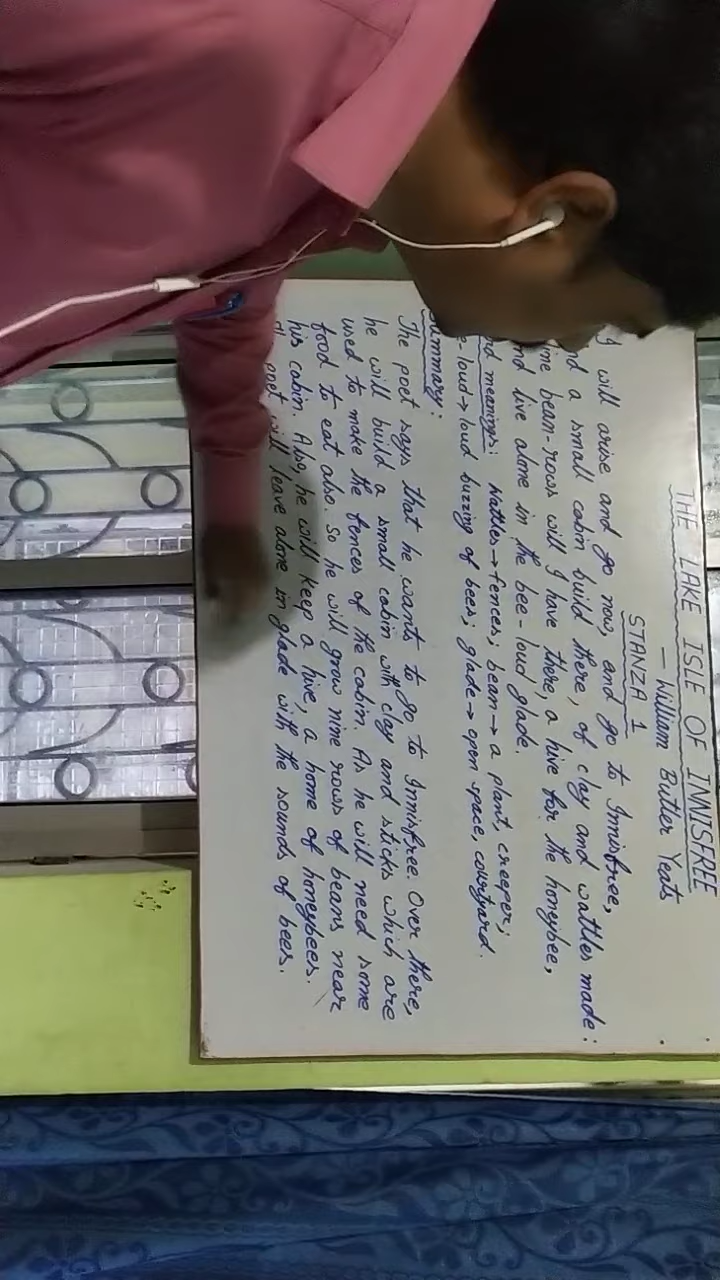 THE LAKE ISLE OF INNISFREE
— William Butler Yeats
STANZA 1
I will arise and go now, and go to Innisfree,
a small cabin build there, of clay and wattles made:
bean-rows will I have there, a hive for the honeybee,
live alone in the bee-loud glade.
meanings: Wattles → fences; bean → a plant, creeper;
loud → loud buzzing of bees; glade → open space, courtyard.
Summary:
The poet says that he wants to go to Innisfree. Over there,
he will build a small cabin with clay and sticks which are
used to make the fences of the cabin. As he will need some
food to eat also. So he will grow nine rows of beans near
his cabin. Also, he will keep a hive, a home of honeybees.
poet will leave alone in glade with the sounds of bees.